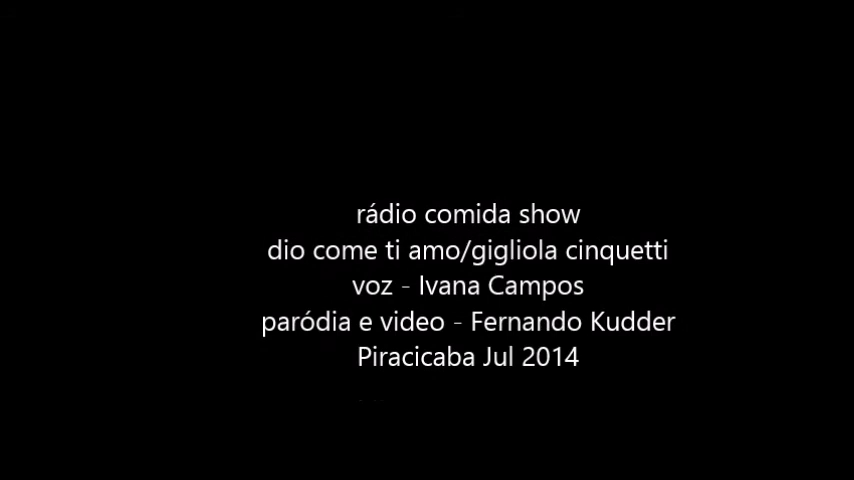 rádio comida show
dio come ti amo/gigliola cinquetti
voz - Ivana Campos
paródia e video - Fernando Kudder
Piracicaba Jul 2014